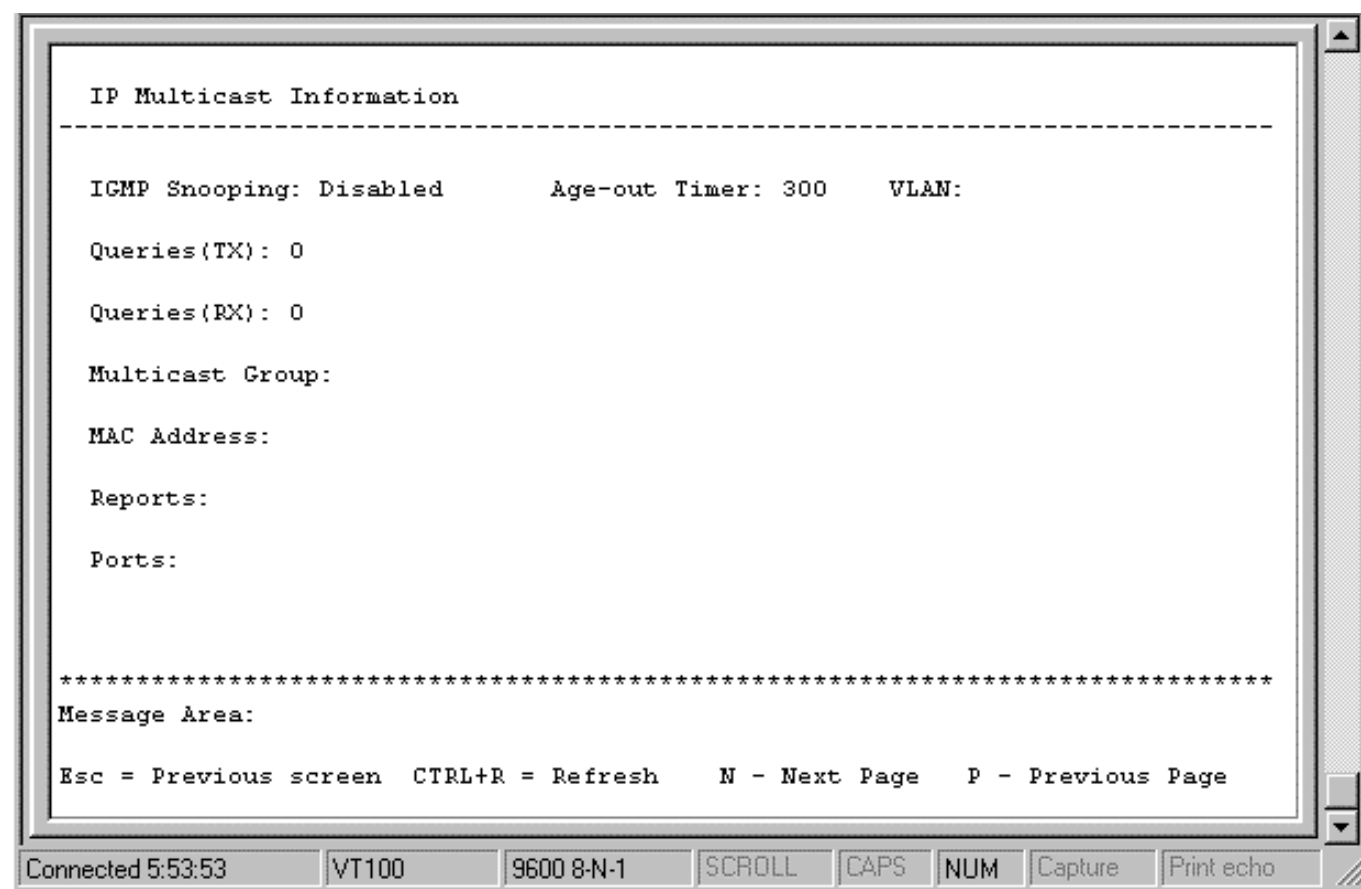 IP Multicast Information
-------------------------------------------------------------------------------
IGMP Snooping: Disabled Age-out Timer: 300 VLAN:
Queries(TX): 0
Queries(RX): 0
Multicast Group:
MAC Address:
Reports:
Ports:
*******************************************************************************
Message Area:
Esc = Previous screen CTRL+R = Refresh N - Next Page P - Previous Page
Connected 5:53:53 VT100 9600 8-N-1 SCROLL CAPS NUM Capture Print echo